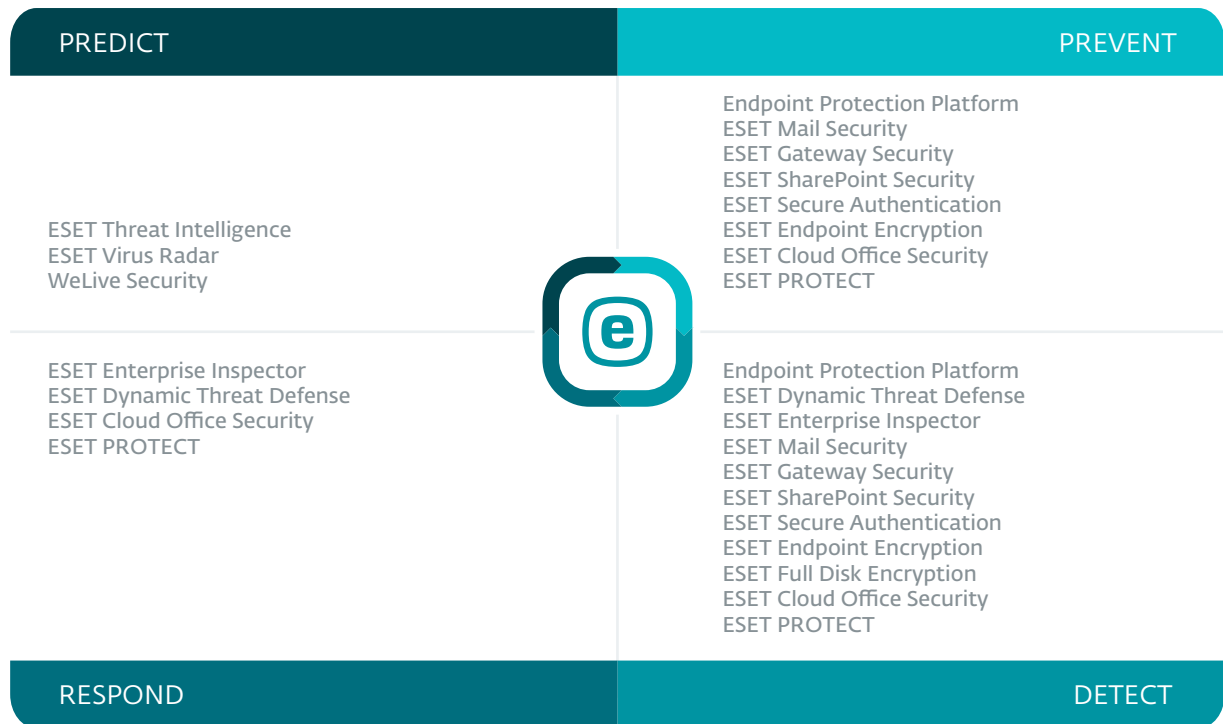 PREDICT
PREVENT
ESET Threat Intelligence
ESET Virus Radar
WeLive Security
Endpoint Protection Platform
ESET Mail Security
ESET Gateway Security
ESET SharePoint Security
ESET Secure Authentication
ESET Endpoint Encryption
ESET Cloud Office Security
ESET PROTECT
e
ESET Enterprise Inspector
ESET Dynamic Threat Defense
ESET Cloud Office Security
ESET PROTECT
Endpoint Protection Platform
ESET Dynamic Threat Defense
ESET Enterprise Inspector
ESET Mail Security
ESET Gateway Security
ESET SharePoint Security
ESET Secure Authentication
ESET Endpoint Encryption
ESET Full Disk Encryption
ESET Cloud Office Security
ESET PROTECT
RESPOND
DETECT